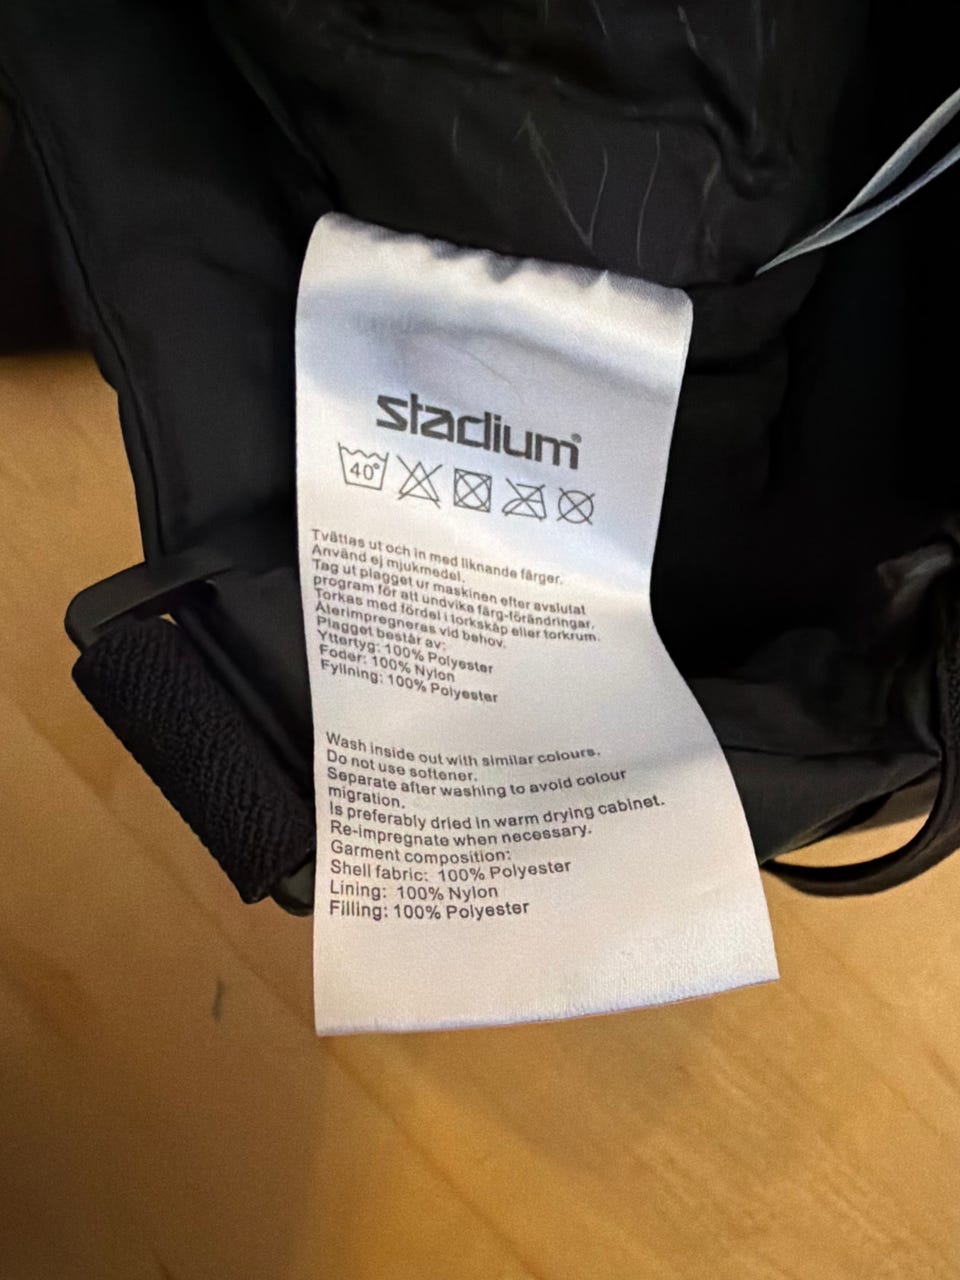 stadium®
40°
Tvättas ut och in med liknande färger.
Använd ej mjukmedel.
Tag ut plagget ur maskinen efter avslutat
program för att undvika färg-förändringar.
Torkas med fördel i torkskåp eller torkrum.
Återimpregneras vid behov.
Plagget består av:
Yttertyg: 100% Polyester
Foder: 100% Nylon
Fyllning: 100% Polyester
Wash inside out with similar colours.
Do not use softener.
Separate after washing to avoid colour
migration.
Is preferably dried in warm drying cabinet.
Re-impregnate when necessary.
Garment composition:
Shell fabric: 100% Polyester
Lining: 100% Nylon
Filling: 100% Polyester